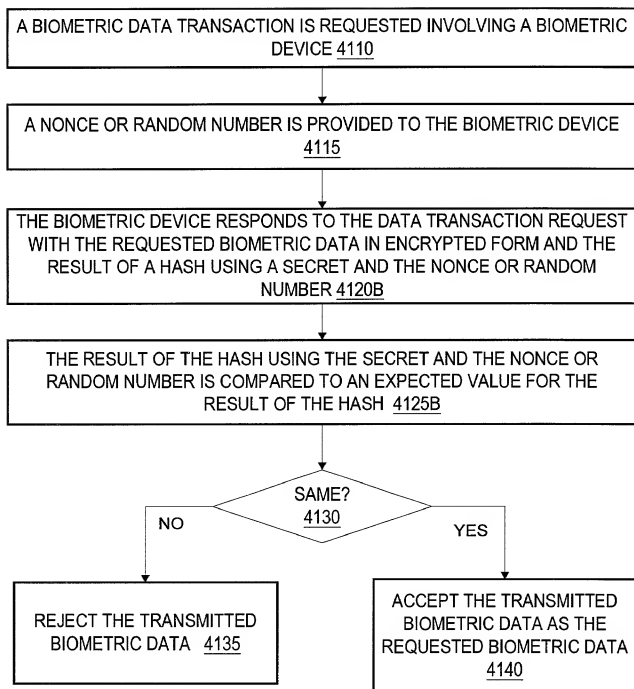 A BIOMETRIC DATA TRANSACTION IS REQUESTED INVOLVING A BIOMETRIC
DEVICE 4110
A NONCE OR RANDOM NUMBER IS PROVIDED TO THE BIOMETRIC DEVICE
4115
THE BIOMETRIC DEVICE RESPONDS TO THE DATA TRANSACTION REQUEST
WITH THE REQUESTED BIOMETRIC DATA IN ENCRYPTED FORM AND THE
RESULT OF A HASH USING A SECRET AND THE NONCE OR RANDOM
NUMBER 4120B
THE RESULT OF THE HASH USING THE SECRET AND THE NONCE OR
RANDOM NUMBER IS COMPARED TO AN EXPECTED VALUE FOR THE
RESULT OF THE HASH 4125B
SAME?
4130
NO
YES
REJECT THE TRANSMITTED
BIOMETRIC DATA 4135
ACCEPT THE TRANSMITTED
BIOMETRIC DATA AS THE
REQUESTED BIOMETRIC DATA
4140